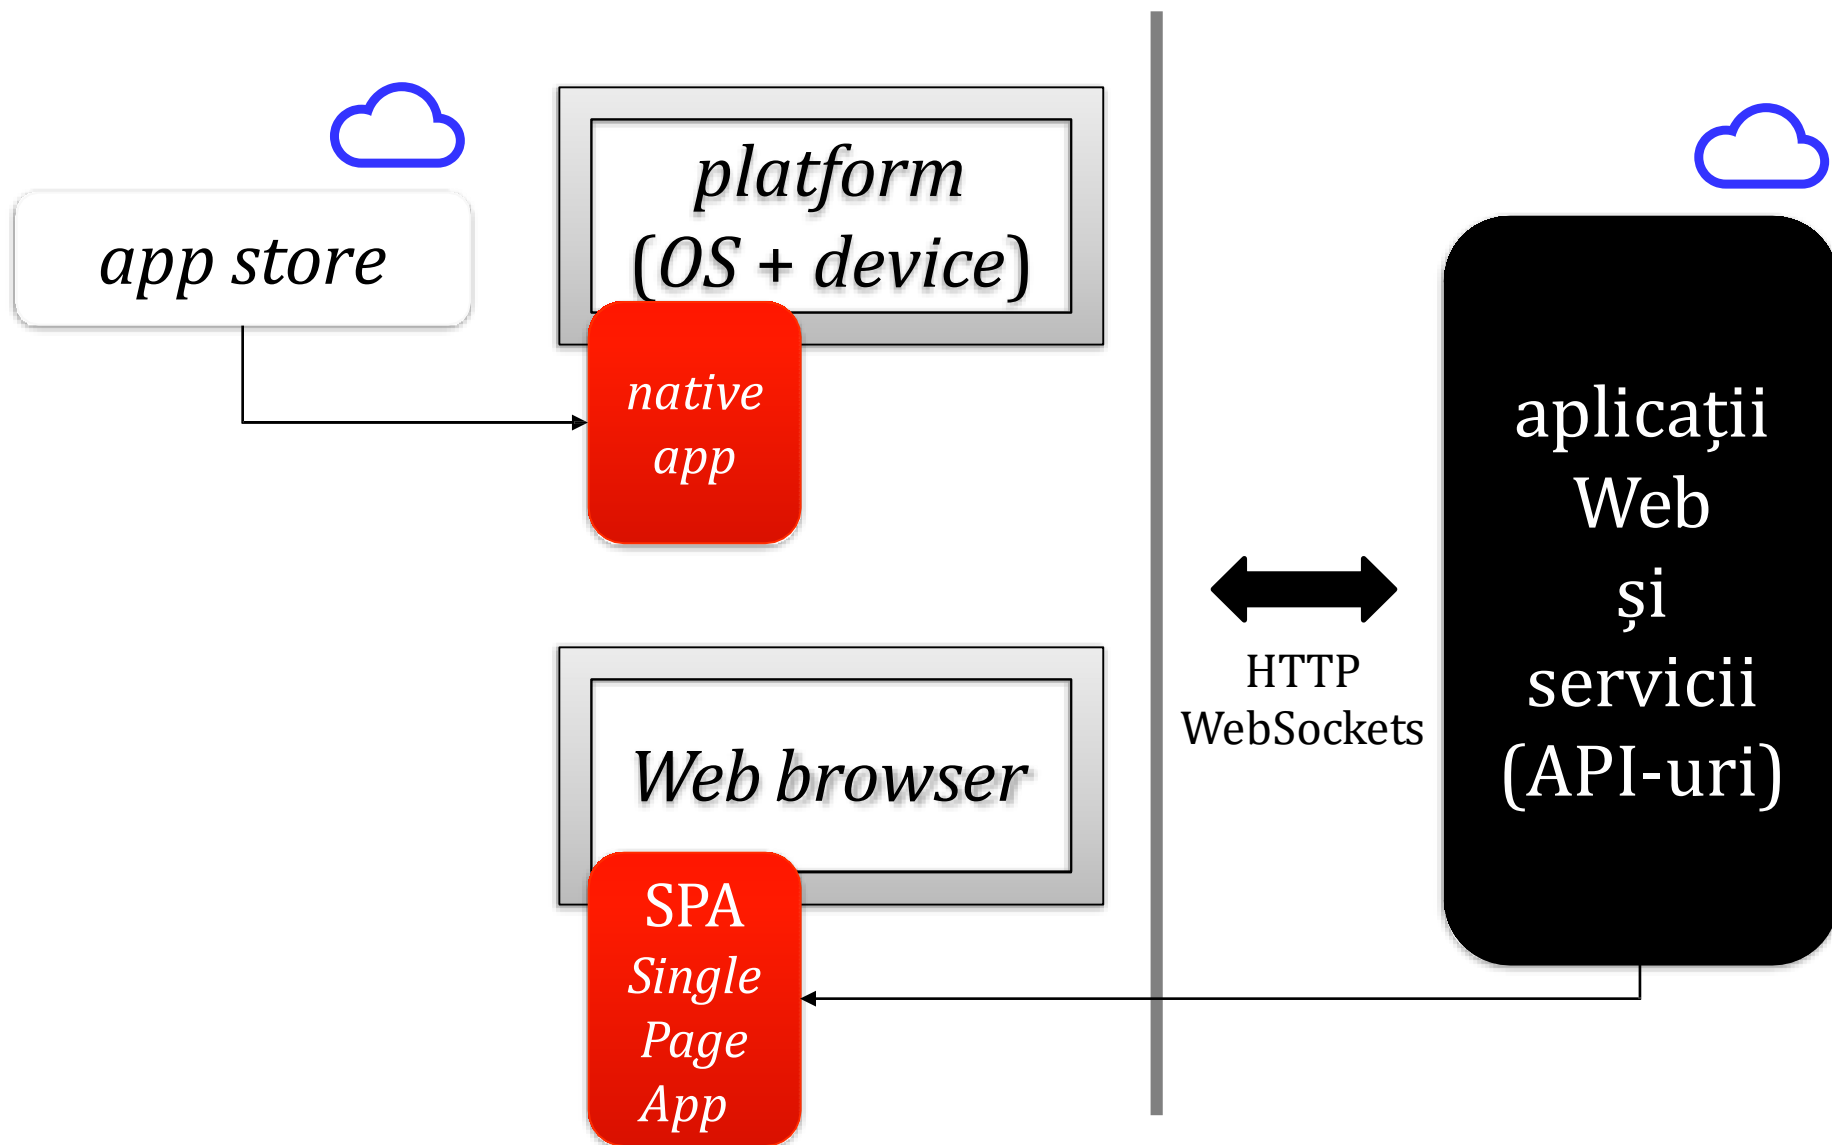 app store
platform
(OS + device)
native
app
Web browser
SPA
Single
Page
App
HTTP
WebSockets
aplicații
Web
și
servicii
(API-uri)